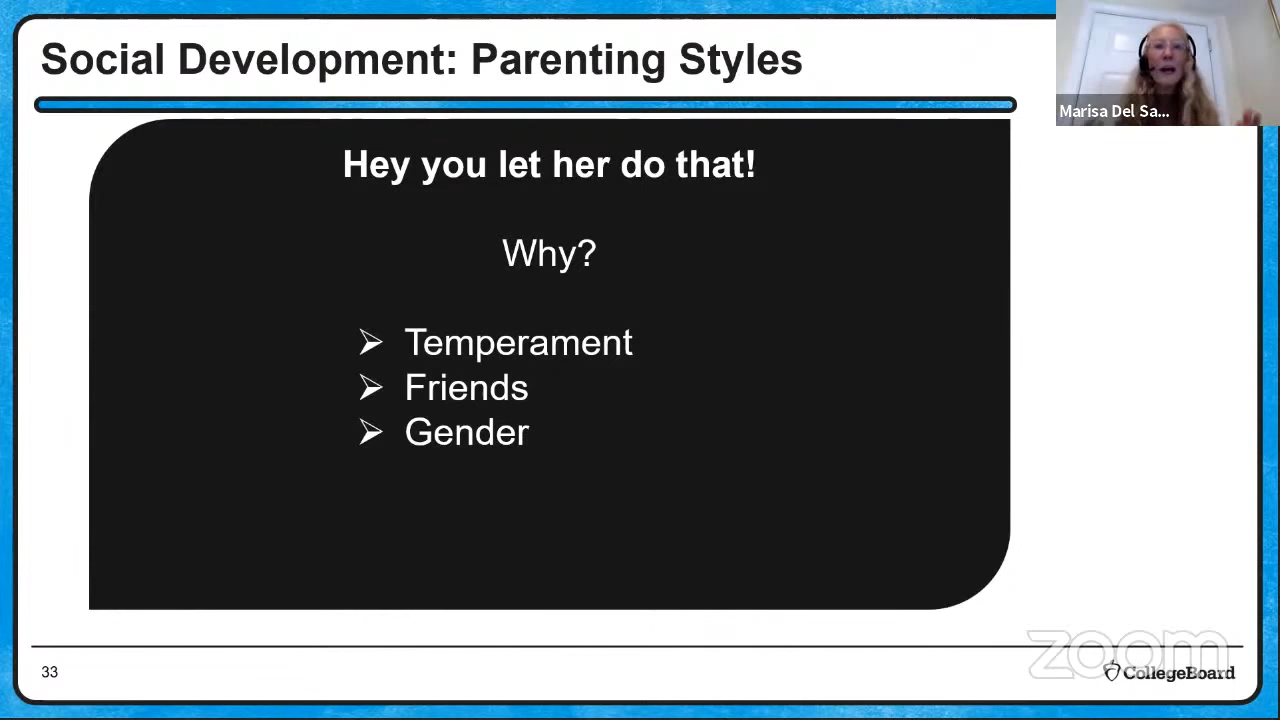 Social Development: Parenting Styles
Marisa Del Sa...
Hey you let her do that!
Why?
➢ Temperament
➢ Friends
➢ Gender
33
zoom
CollegeBoard